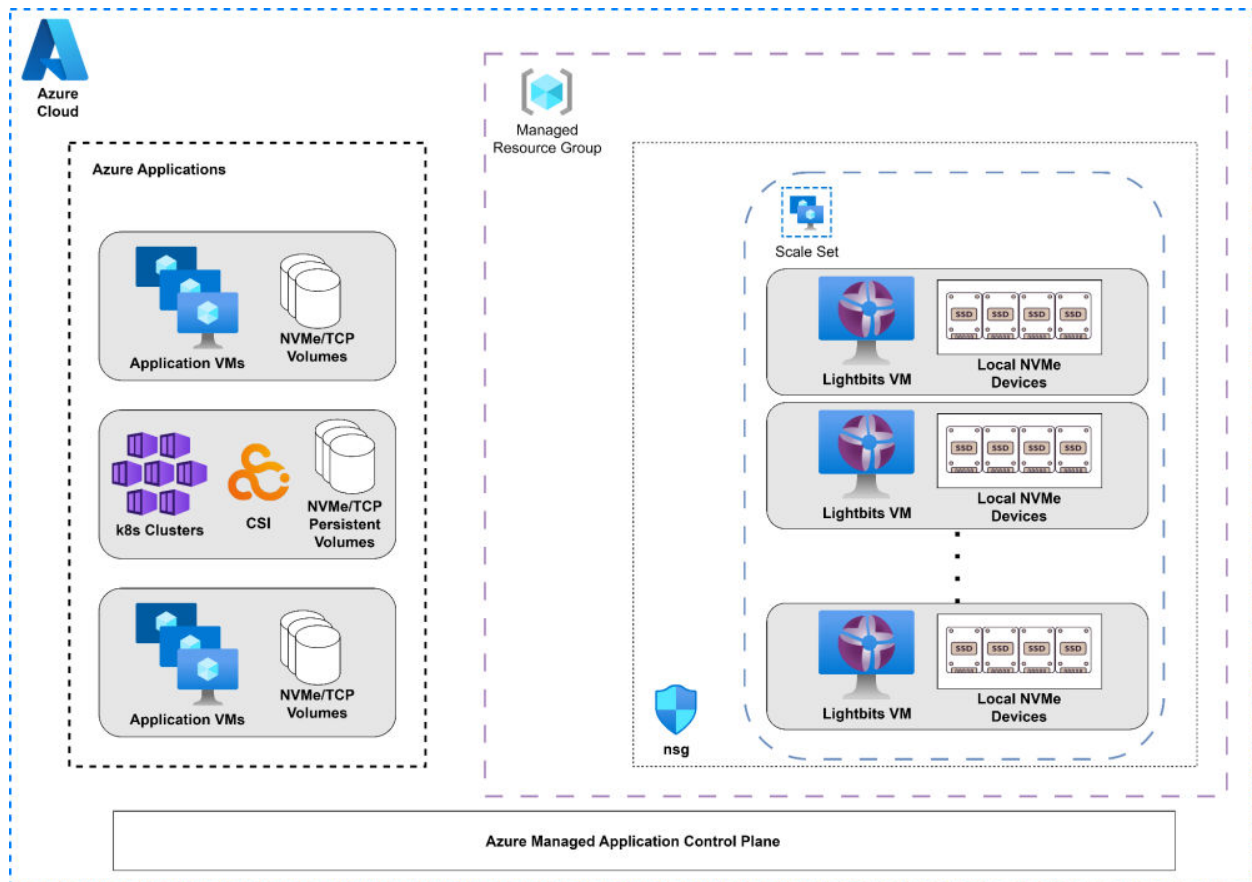 Azure
Cloud
Managed
Resource Group
Azure Applications
Application VMs
NVMe/TCP
Volumes
k8s Clusters
CSI
NVMe/TCP
Persistent
Volumes
Application VMs
NVMe/TCP
Volumes
Scale Set
SSD SSD SSD SSD
Lightbits VM
Local NVMe
Devices
SSD SSD SSD SSD
Lightbits VM
Local NVMe
Devices
SSD SSD SSD SSD
Lightbits VM
Local NVMe
Devices
nsg
Azure Managed Application Control Plane